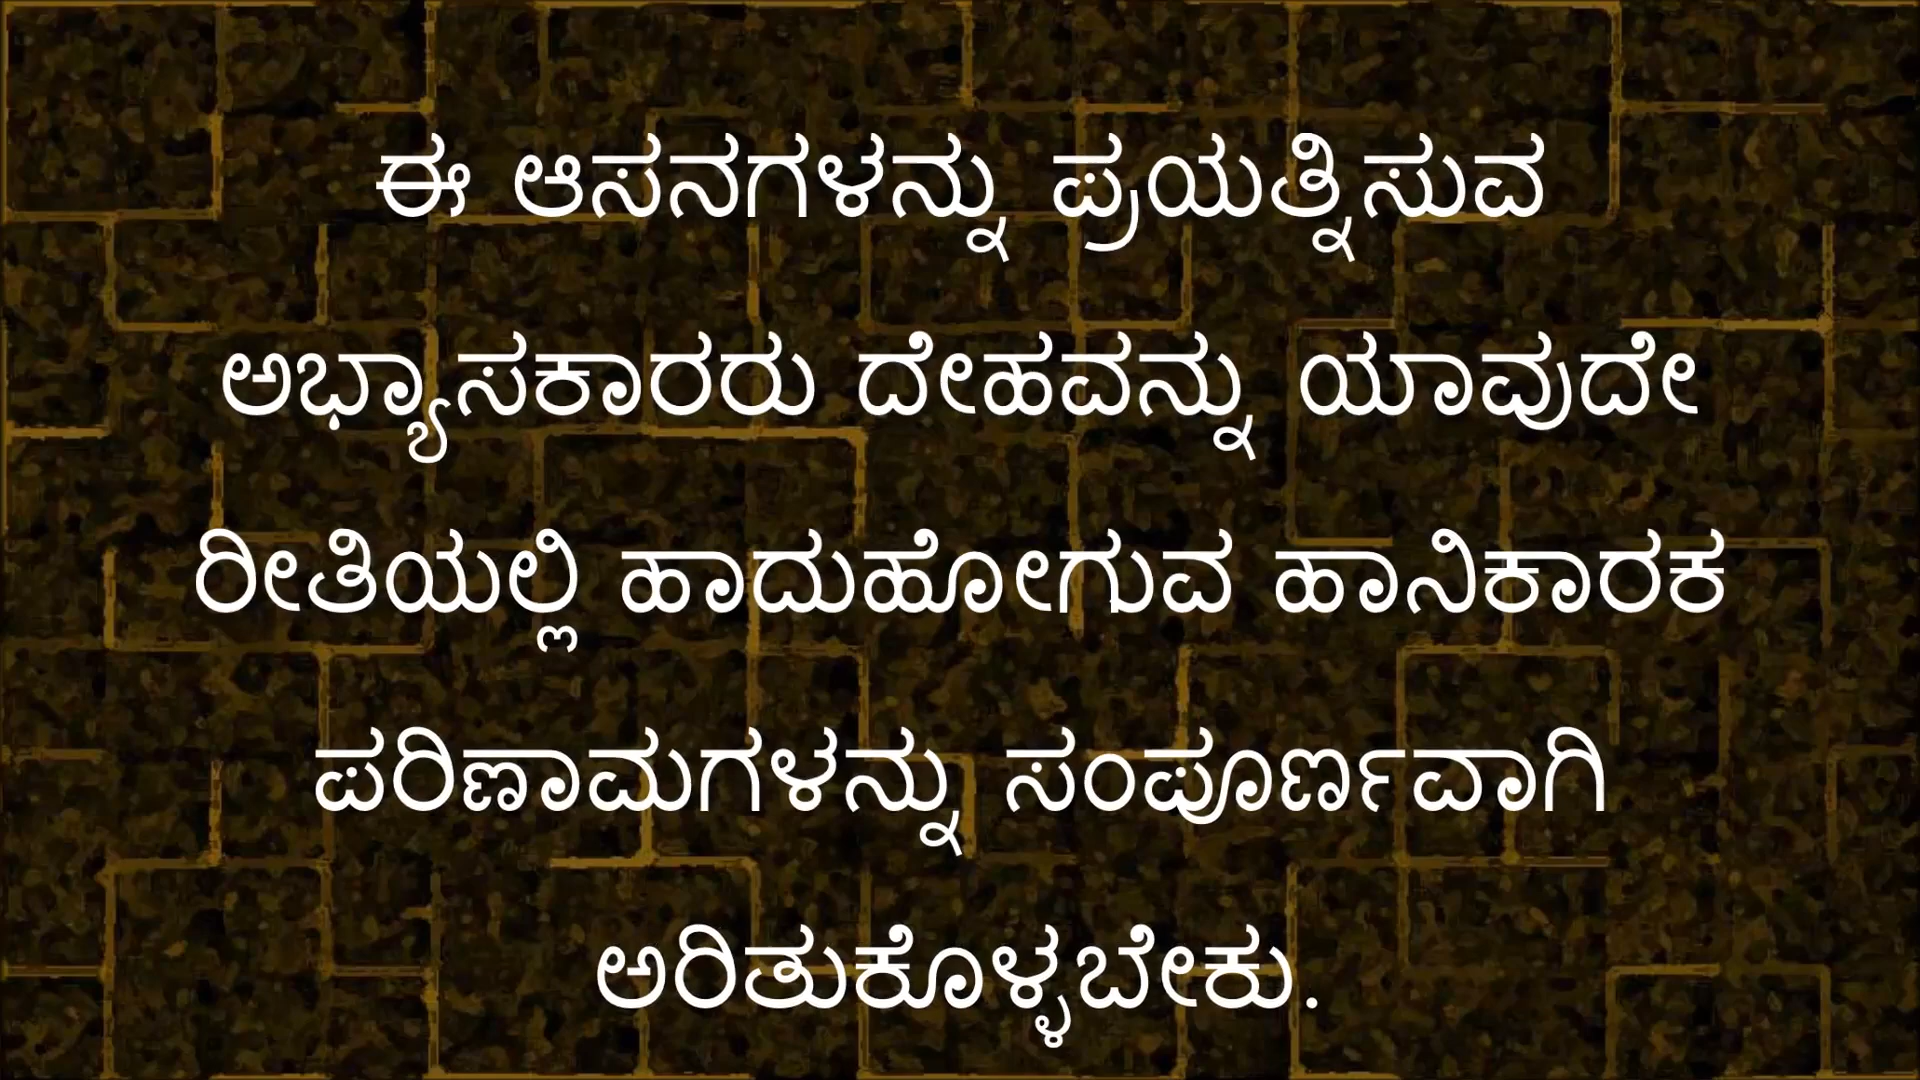 ಈ ಆಸನಗಳನ್ನು ಪ್ರಯತ್ನಿಸುವ
ಅಭ್ಯಾಸಕಾರರು ದೇಹವನ್ನು ಯಾವುದೇ
ರೀತಿಯಲ್ಲಿ ಹಾದುಹೋಗುವ ಹಾನಿಕಾರಕ
ಪರಿಣಾಮಗಳನ್ನು ಸಂಪೂರ್ಣವಾಗಿ
ಅರಿತುಕೊಳ್ಳಬೇಕು.